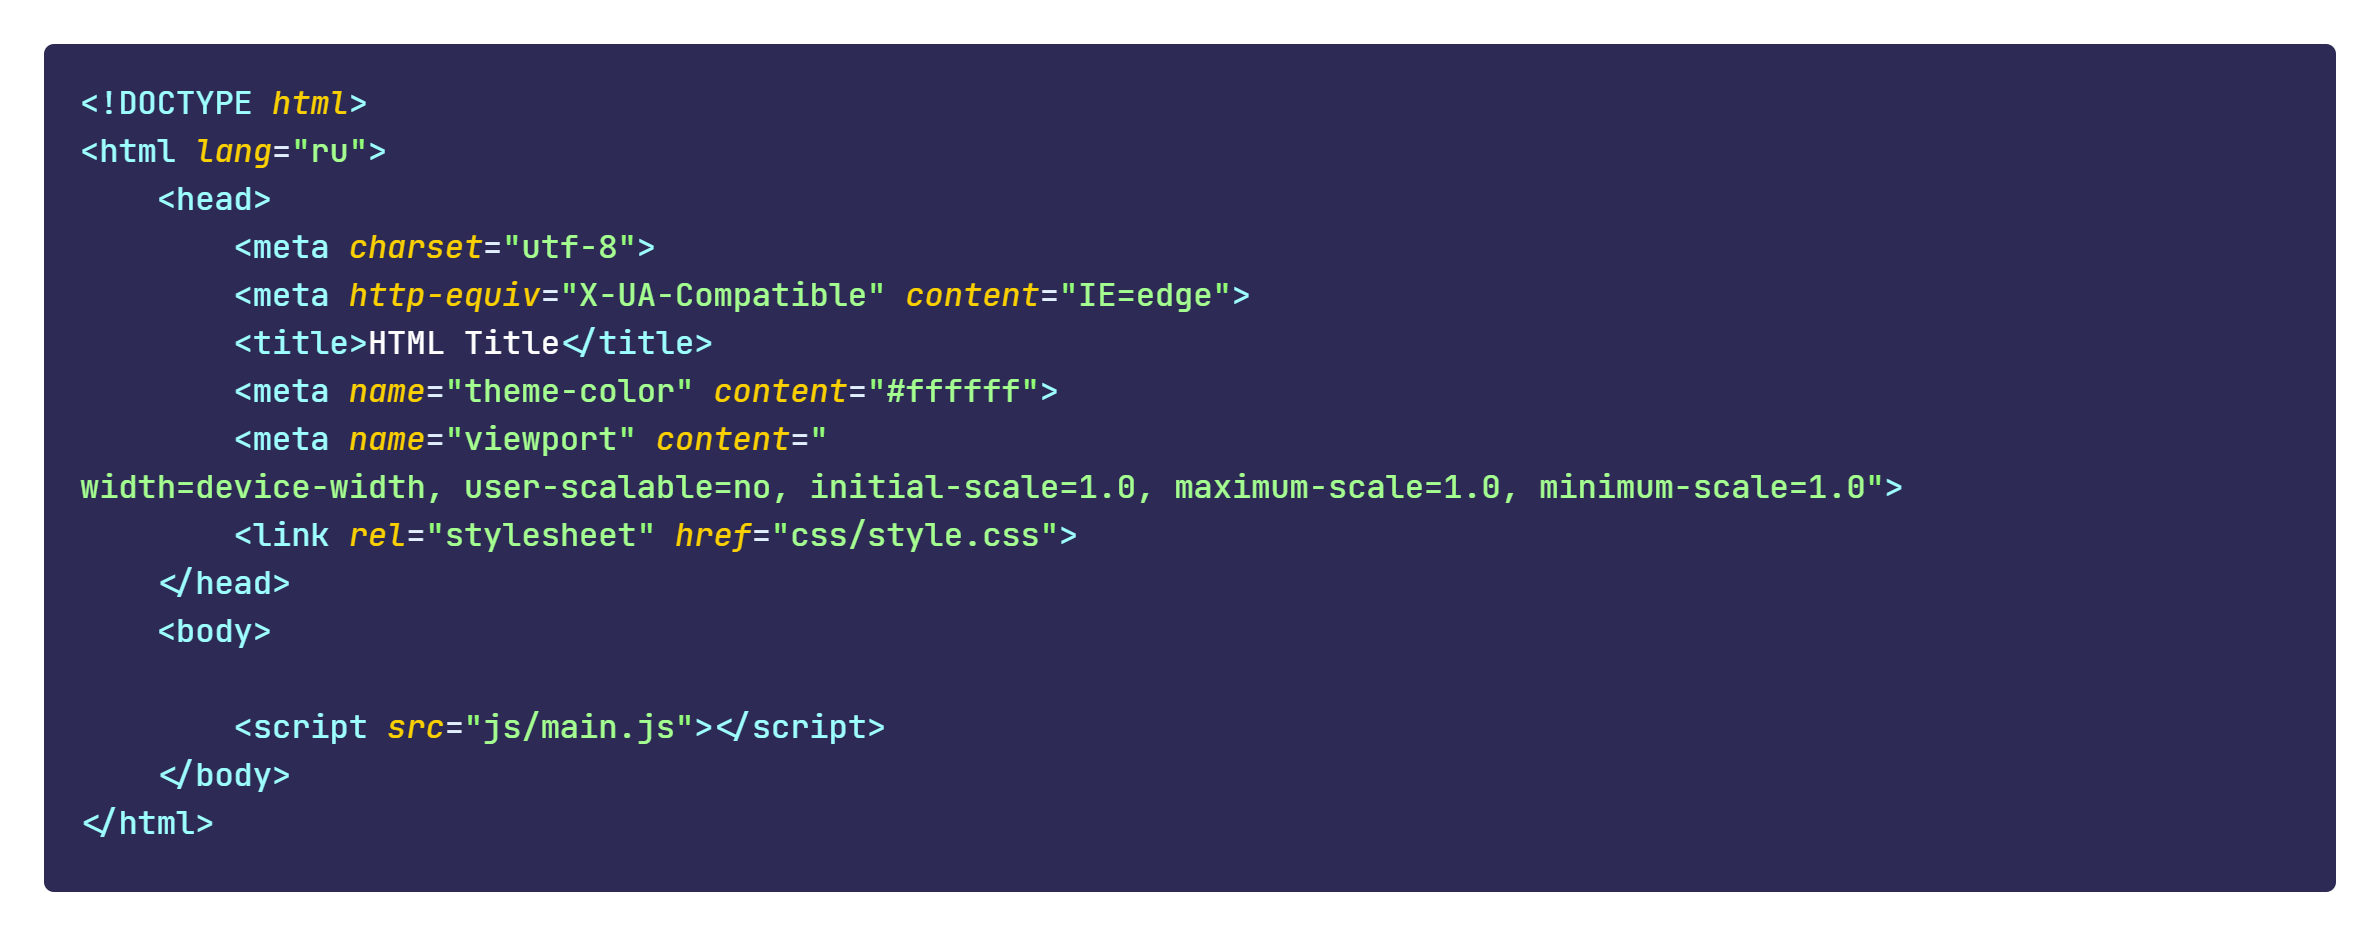 <!DOCTYPE html>
<html lang="ru">
    <head>
        <meta charset="utf-8">
        <meta http-equiv="X-UA-Compatible" content="IE=edge">
        <title>HTML Title</title>
        <meta name="theme-color" content="#ffffff">
        <meta name="viewport" content="
width=device-width, user-scalable=no, initial-scale=1.0, maximum-scale=1.0, minimum-scale=1.0">
        <link rel="stylesheet" href="css/style.css">
    </head>
    <body>

        <script src="js/main.js"></script>
    </body>
</html>